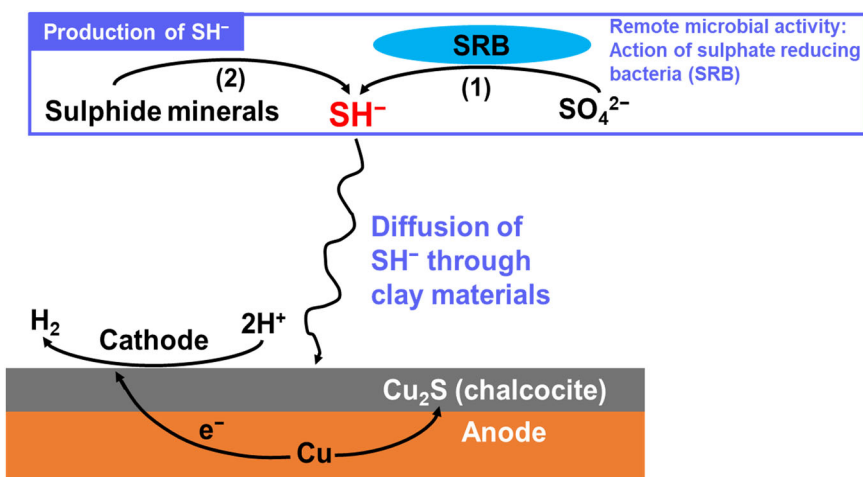 Production of SH⁻
SRB
Remote microbial activity:
Action of sulphate reducing
bacteria (SRB)
(2)
(1)
Sulphide minerals
SH⁻
SO₄²⁻
Diffusion of
SH⁻ through
clay materials
H₂
Cathode
2H⁺
Cu₂S (chalcocite)
e⁻
Cu
Anode